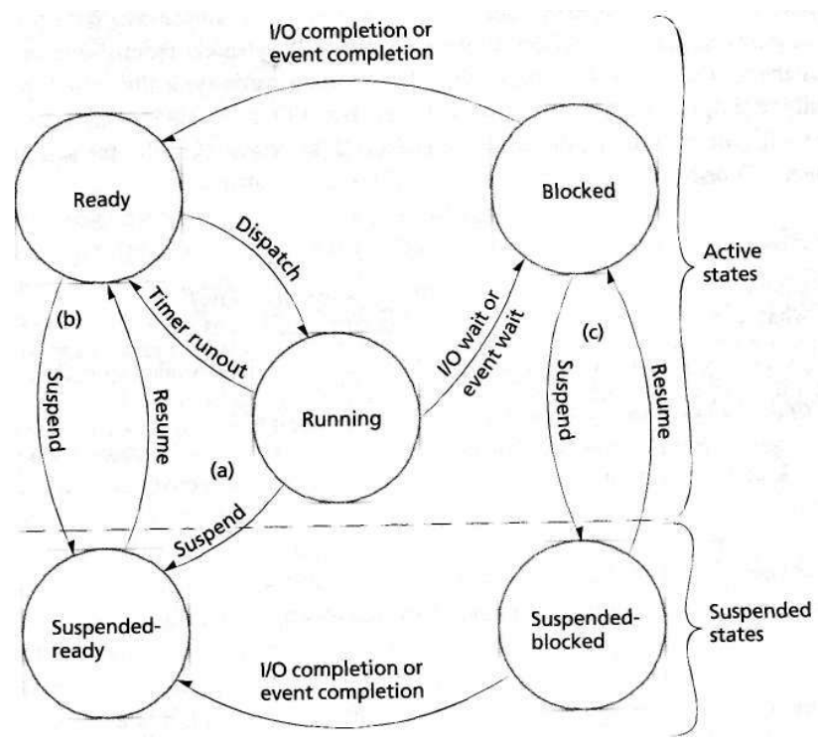 I/O completion or
event completion
Ready
Blocked
Dispatch
Active
states
(b)
Timer runout
I/O wait or
event wait
(c)
Suspend
Resume
Running
Suspend
Resume
(a)
Suspend
Suspended-
ready
Suspended-
blocked
Suspended
states
I/O completion or
event completion